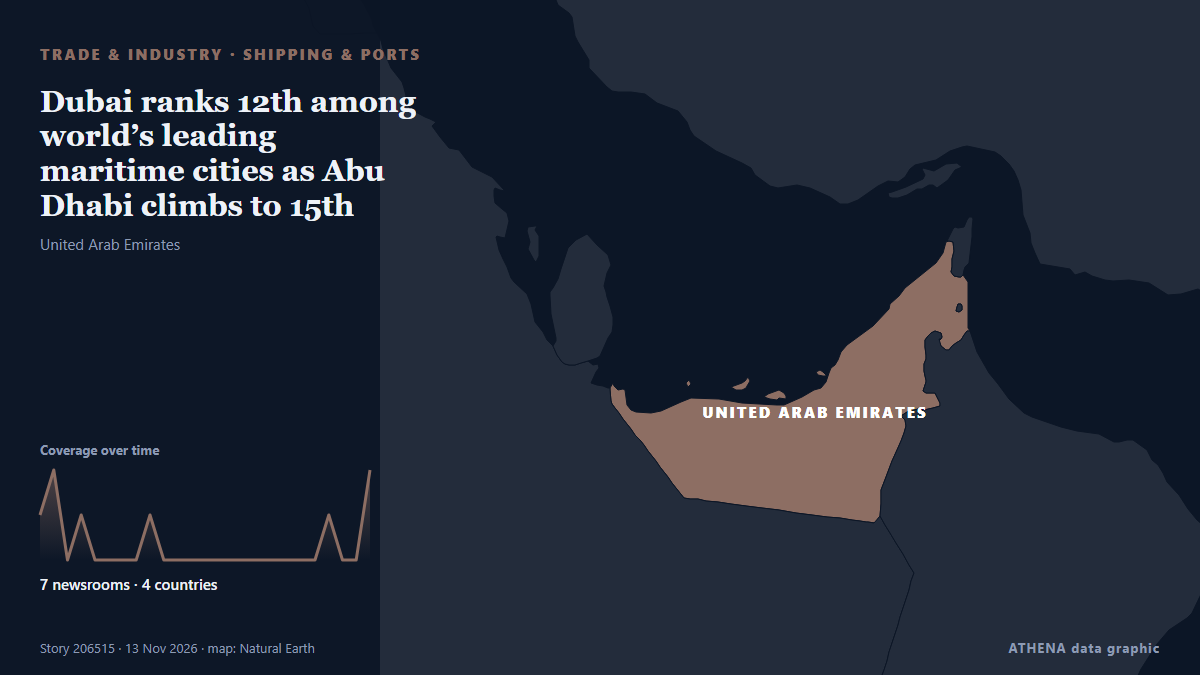 TRADE & INDUSTRY · SHIPPING & PORTS
Dubai ranks 12th among
world’s leading
maritime cities as Abu
Dhabi climbs to 15th
United Arab Emirates
UNITED ARAB EMIRATES
Coverage over time
7 newsrooms · 4 countries
Story 206515 · 13 Nov 2026 · map: Natural Earth
ATHENA data graphic